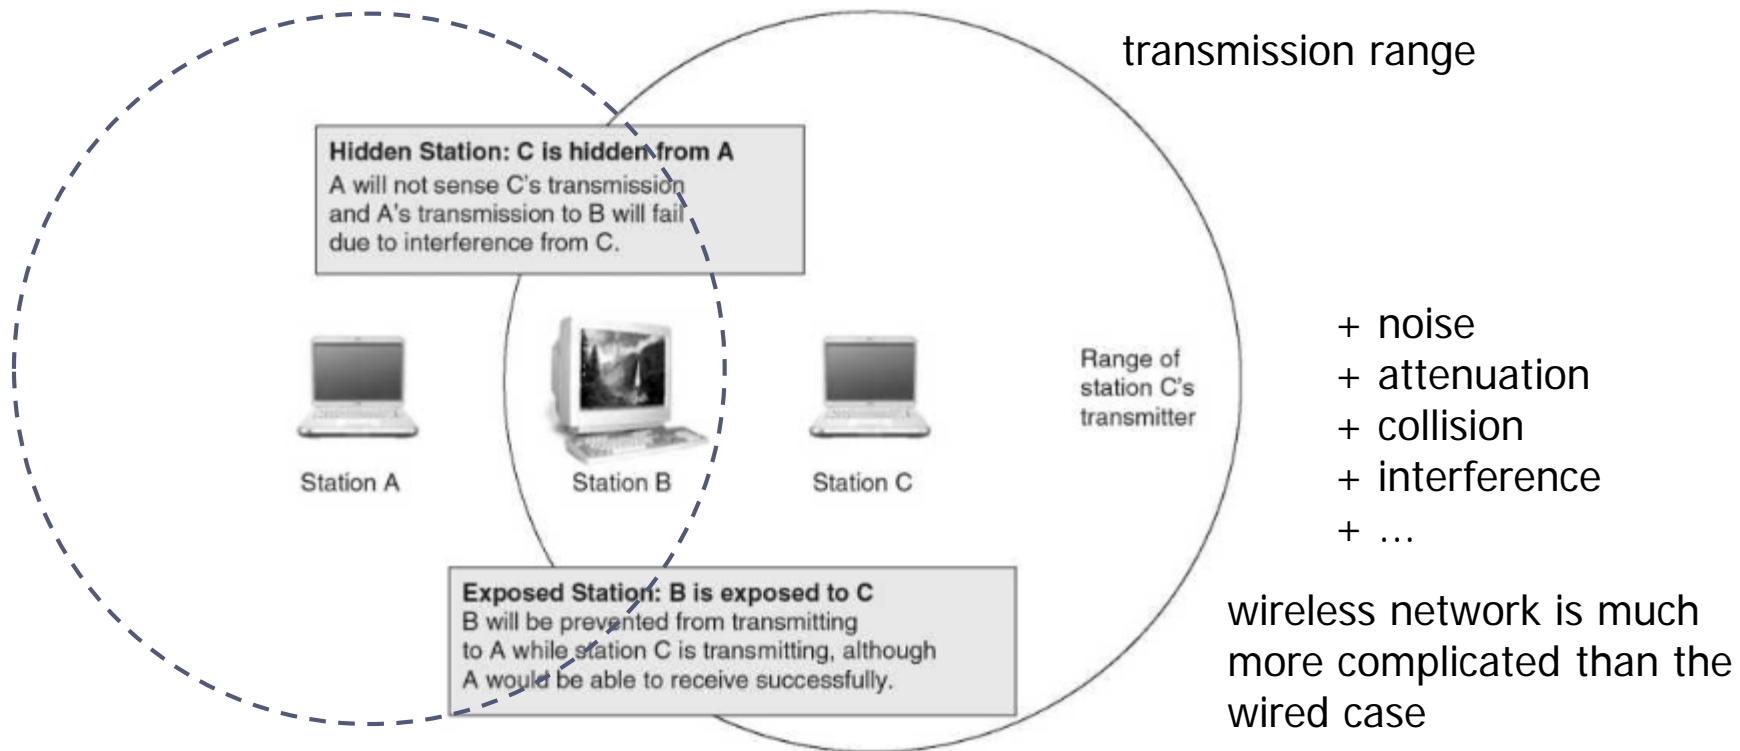 transmission range
Hidden Station: C is hidden from A
A will not sense C's transmission
and A's transmission to B will fail
due to interference from C.
Station A
Station B
Station C
Range of
station C's
transmitter
+ noise
+ attenuation
+ collision
+ interference
+ ...
Exposed Station: B is exposed to C
B will be prevented from transmitting
to A while station C is transmitting, although
A would be able to receive successfully.
wireless network is much
more complicated than the
wired case